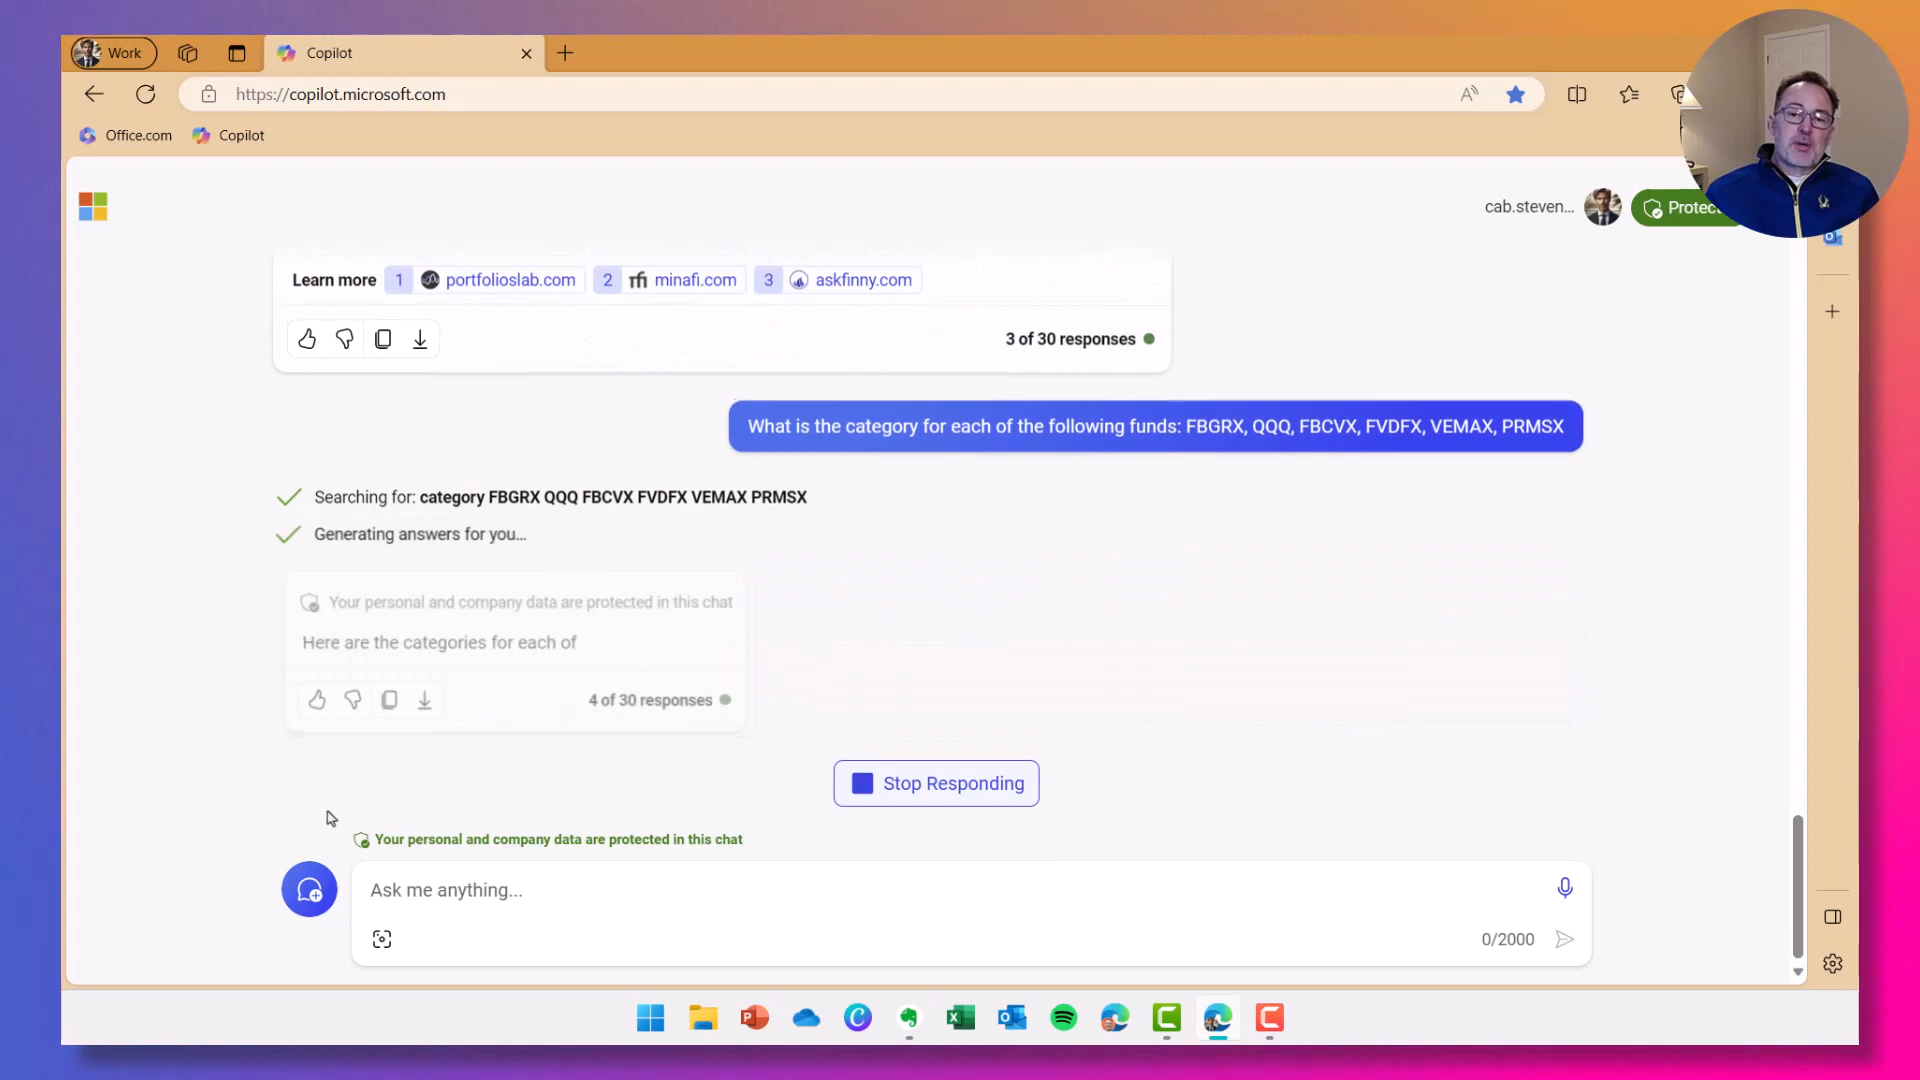 Work
Copilot
https://copilot.microsoft.com
Office.com
Copilot
cab.steven...
Learn more 1 portfolioslab.com 2 minafi.com 3 askfinny.com
3 of 30 responses
What is the category for each of the following funds: FBGRX, QQQ, FBCVX, FVDFX, VEMAX, PRMSX
Searching for: category FBGRX QQQ FBCVX FVDFX VEMAX PRMSX
Generating answers for you...
Your personal and company data are protected in this chat
Here are the categories for each of
4 of 30 responses
Stop Responding
Your personal and company data are protected in this chat
Ask me anything...
0/2000